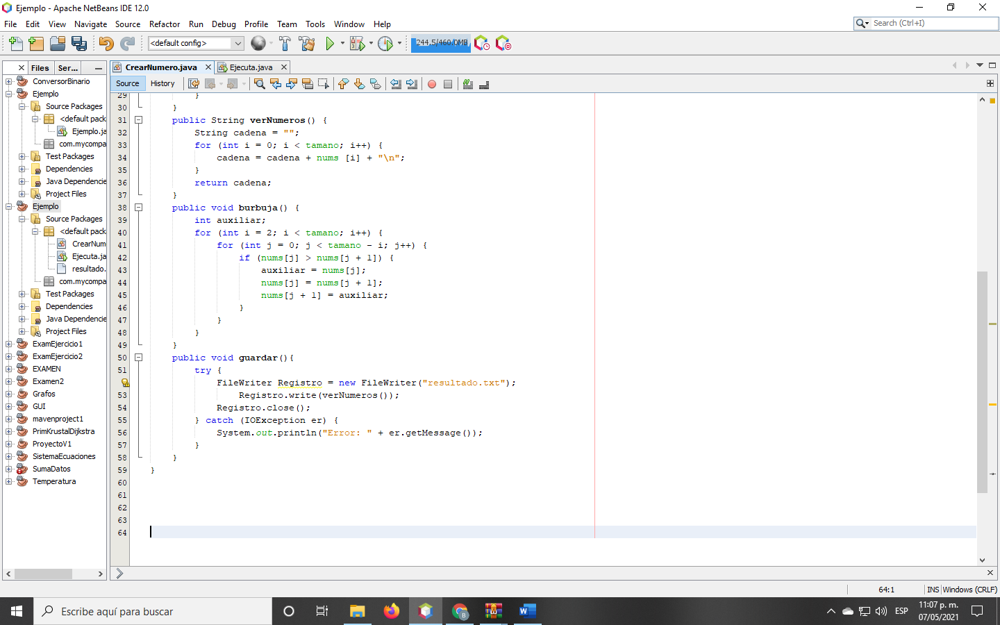 Ejemplo - Apache NetBeans IDE 12.0
File Edit View Navigate Source Refactor Run Debug Profile Team Tools Window Help
Search (Ctrl+I)
<default config>
244.5/460.0MB
Files Ser...
CrearNumero.java Ejecuta.java
Source History
ConversorBinario
Ejemplo
Source Packages
<default pack
Ejemplo.ja
com.mycompa
Test Packages
Dependencies
Java Dependencie
Project Files
Ejemplo
Source Packages
<default pack
CrearNum
Ejecuta.ja
resultado.
com.mycompa
Test Packages
Dependencies
Java Dependencie
Project Files
ExamEjercicio1
ExamEjercicio2
EXAMEN
Examen2
Grafos
GUI
mavenproject1
PrimKrustalDijkstra
ProyectoV1
SistemaEcuaciones
SumaDatos
Temperatura
29 }
30 }
31 public String verNumeros() {
32 String cadena = "";
33 for (int i = 0; i < tamano; i++) {
34 cadena = cadena + nums [i] + "\n";
35 }
36 return cadena;
37 }
38 public void burbuja() {
39 int auxiliar;
40 for (int i = 2; i < tamano; i++) {
41 for (int j = 0; j < tamano - i; j++) {
42 if (nums[j] > nums[j + 1]) {
43 auxiliar = nums[j];
44 nums[j] = nums[j + 1];
45 nums[j + 1] = auxiliar;
46 }
47 }
48 }
49 }
50 public void guardar(){
51 try {
FileWriter Registro = new FileWriter("resultado.txt");
53 Registro.write(verNumeros());
54 Registro.close();
55 } catch (IOException er) {
56 System.out.println("Error: " + er.getMessage());
57 }
58 }
59 }
60
61
62
63
64
64:1 INS Windows (CRLF)
Escribe aquí para buscar
ESP
11:07 p. m.
07/05/2021